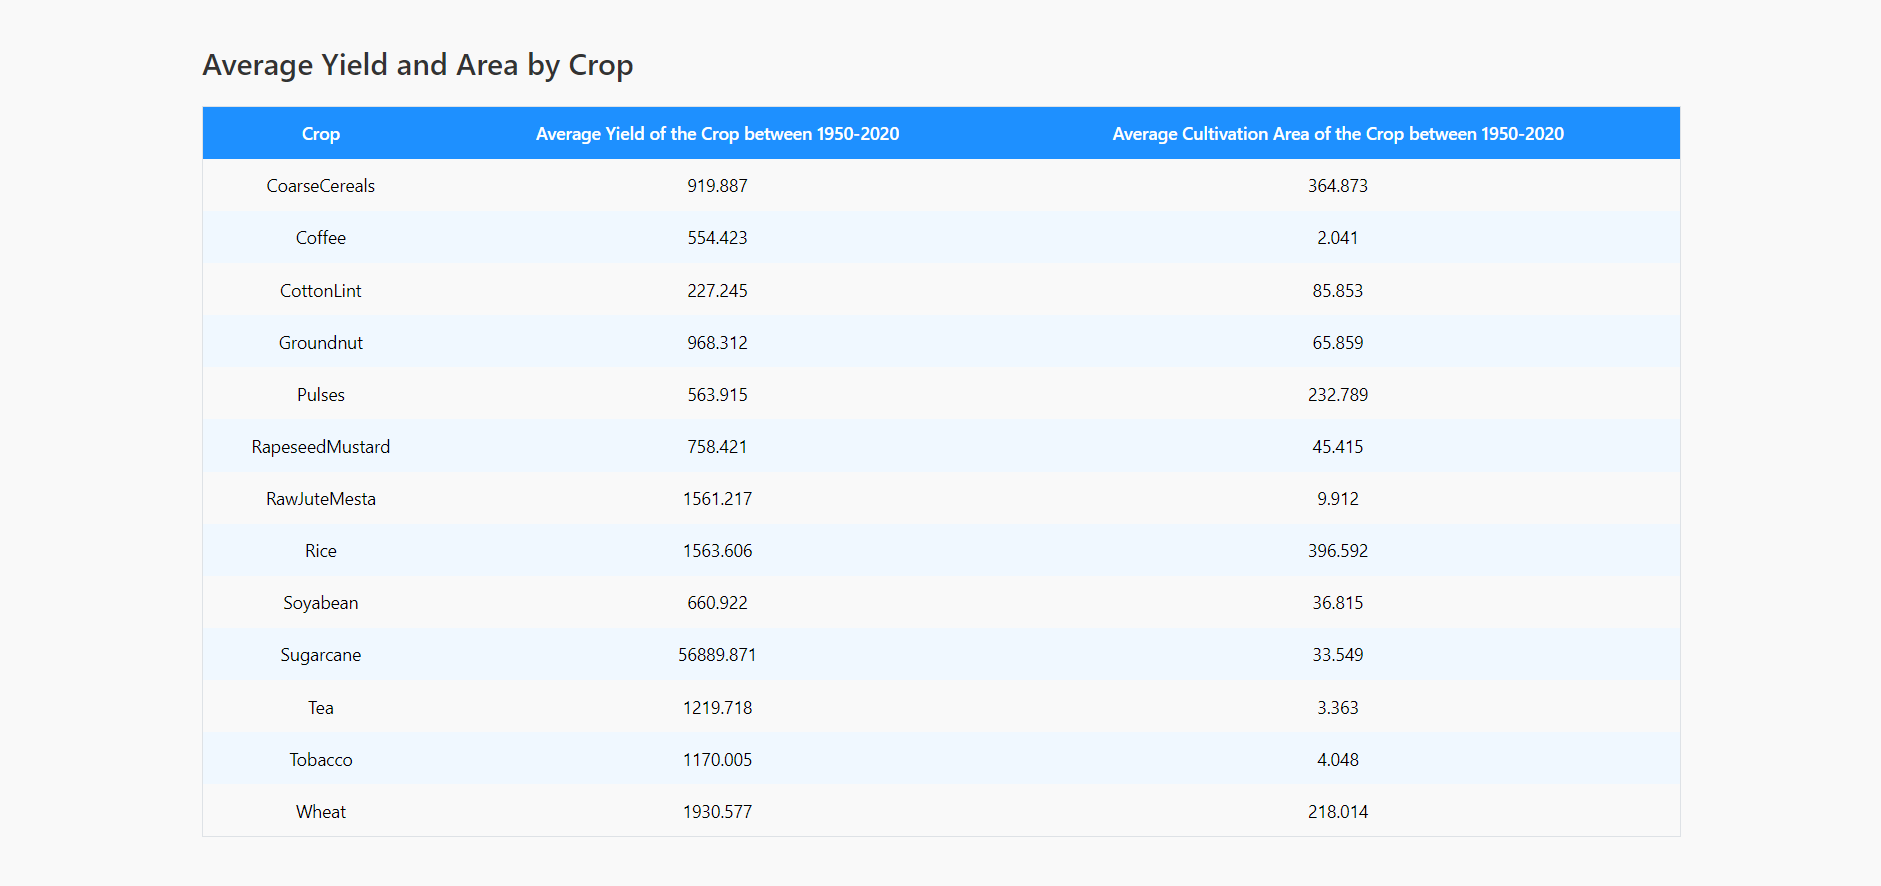 Average Yield and Area by Crop
Crop Average Yield of the Crop between 1950-2020 Average Cultivation Area of the Crop between 1950-2020
CoarseCereals 919.887 364.873
Coffee 554.423 2.041
CottonLint 227.245 85.853
Groundnut 968.312 65.859
Pulses 563.915 232.789
RapeseedMustard 758.421 45.415
RawJuteMesta 1561.217 9.912
Rice 1563.606 396.592
Soyabean 660.922 36.815
Sugarcane 56889.871 33.549
Tea 1219.718 3.363
Tobacco 1170.005 4.048
Wheat 1930.577 218.014